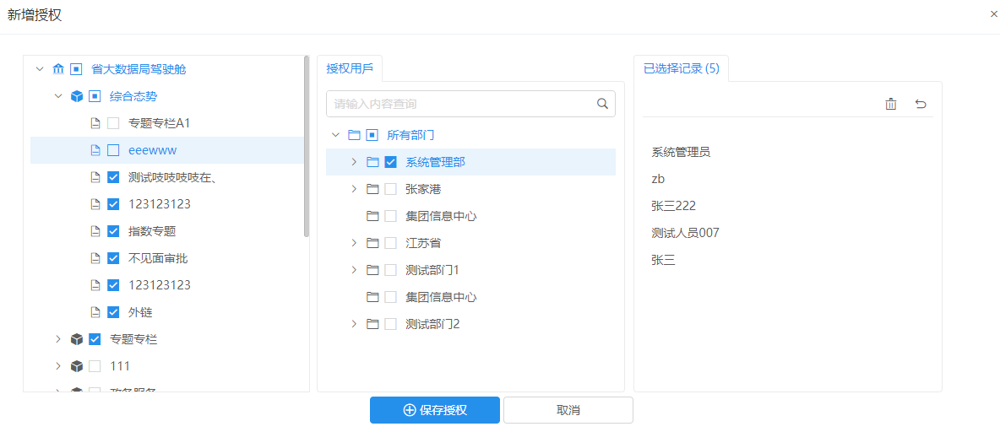 新增授权
省大数据局驾驶舱
综合态势
专题专栏A1
eeewww
测试吱吱吱吱在、
123123123
指数专题
不见面审批
123123123
外链
专题专栏
111
政务服务
授权用戶
请输入内容查询
所有部门
系统管理部
张家港
集团信息中心
江苏省
测试部门1
集团信息中心
测试部门2
已选择记录 (5)
系统管理员
zb
张三222
测试人员007
张三
保存授权
取消